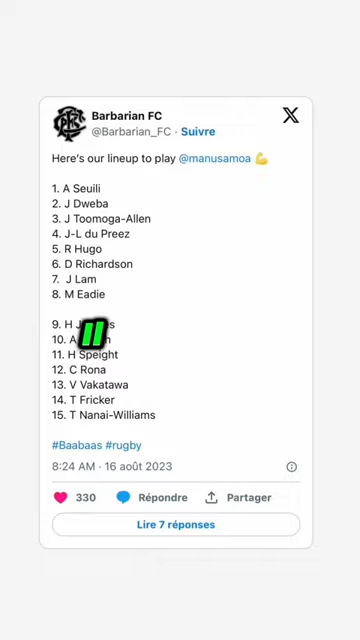 Barbarian FC
@Barbarian_FC · Suivre
Here's our lineup to play @manusamoa 💪
1. A Seuili
2. J Dweba
3. J Toomoga-Allen
4. J-L du Preez
5. R Hugo
6. D Richardson
7. J Lam
8. M Eadie
9. H
10.
11. H Speight
12. C Rona
13. V Vakatawa
14. T Fricker
15. T Nanai-Williams
#Baabaas #rugby
8:24 AM · 16 août 2023
330 Répondre Partager
Lire 7 réponses